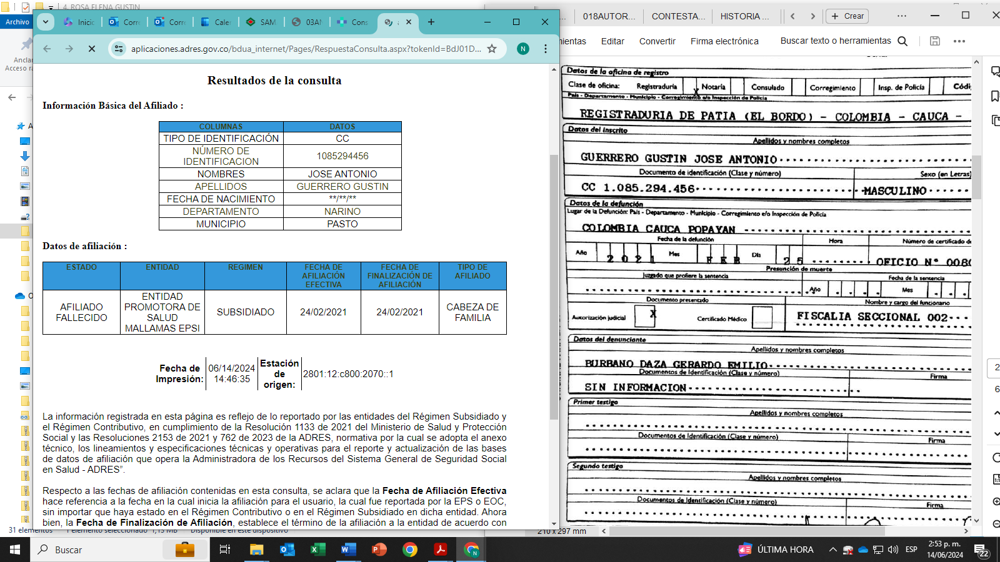 4. ROSA ELENA GUSTIN
Archivo
Inicio
Corre
Corre
Caler
SAM
03AN
Cons
aplicaciones.adres.gov.co/bdua_internet/Pages/RespuestaConsulta.aspx?tokenId=BdJ01D...
N
Anclar
Acceso rá
Resultados de la consulta
Información Básica del Afiliado :
COLUMNAS DATOS
TIPO DE IDENTIFICACIÓN CC
NÚMERO DE IDENTIFICACION 1085294456
NOMBRES JOSE ANTONIO
APELLIDOS GUERRERO GUSTIN
FECHA DE NACIMIENTO **/**/**
DEPARTAMENTO NARINO
MUNICIPIO PASTO
Datos de afiliación :
ESTADO ENTIDAD REGIMEN FECHA DE AFILIACIÓN EFECTIVA FECHA DE FINALIZACIÓN DE AFILIACIÓN TIPO DE AFILIADO
AFILIADO FALLECIDO ENTIDAD PROMOTORA DE SALUD MALLAMAS EPSI SUBSIDIADO 24/02/2021 24/02/2021 CABEZA DE FAMILIA
Fecha de Impresión: 06/14/2024 14:46:35 Estación de origen: 2801:12:c800:2070::1
La información registrada en esta página es reflejo de lo reportado por las entidades del Régimen Subsidiado y
el Régimen Contributivo, en cumplimiento de la Resolución 1133 de 2021 del Ministerio de Salud y Protección
Social y las Resoluciones 2153 de 2021 y 762 de 2023 de la ADRES, normativa por la cual se adopta el anexo
técnico, los lineamientos y especificaciones técnicas y operativas para el reporte y actualización de las bases
de datos de afiliación que opera la Administradora de los Recursos del Sistema General de Seguridad Social
en Salud - ADRES”.
Respecto a las fechas de afiliación contenidas en esta consulta, se aclara que la Fecha de Afiliación Efectiva
hace referencia a la fecha en la cual inicia la afiliación para el usuario, la cual fue reportada por la EPS o EOC,
sin importar que haya estado en el Régimen Contributivo o en el Régimen Subsidiado en dicha entidad. Ahora
bien, la Fecha de Finalización de Afiliación, establece el término de la afiliación a la entidad de acuerdo con
31 elementos 1 elemento seleccionado 1,15 MB Disponible en este dispositivo
018AUTOR... CONTESTA... HISTORIA Crear
mientas Editar Convertir Firma electrónica Buscar texto o herramientas
Datos de la oficina de registro
Clase de oficina: Registraduría X Notaría Consulado Corregimiento Insp. de Policía Códi
País - Departamento - Municipio - Corregimiento e/o Inspección de Policía
REGISTRADURIA DE PATIA (EL BORDO) - COLOMBIA - CAUCA -
Datos del inscrito
Apellidos y nombres completos
GUERRERO GUSTIN JOSE ANTONIO
Documento de identificación (Clase y número) Sexo (en Letras)
CC 1.085.294.456 MASCULINO
Datos de la defunción
Lugar de la Defunción: País - Departamento - Municipio - Corregimiento e/o Inspección de Policía
COLOMBIA CAUCA POPAYAN
Fecha de la defunción Hora Número de certificado de
Año 2021 Mes FEB Día 25 OFICIO Nº 0080
Presunción de muerte
Juzgado que profiere la sentencia Fecha de la sentencia
Año Mes
Documento presentado Nombre y cargo del funcionario
Autorización judicial X Certificado Médico FISCALIA SECCIONAL 002
Datos del denunciante
Apellidos y nombres completos
BURBANO DAZA GERARDO EMILIO
Documentos de Identificación (Clase y número) Firma
SIN INFORMACION
Primer testigo
Apellidos y nombres completos
Documentos de Identificación (Clase y número) Firma
Segundo testigo
Apellidos y nombres completos
Documentos de Identificación (Clase y número) Firma
210 x 297 mm
2
6
Buscar
ÚLTIMA HORA
ESP
2:53 p. m.
14/06/2024
22